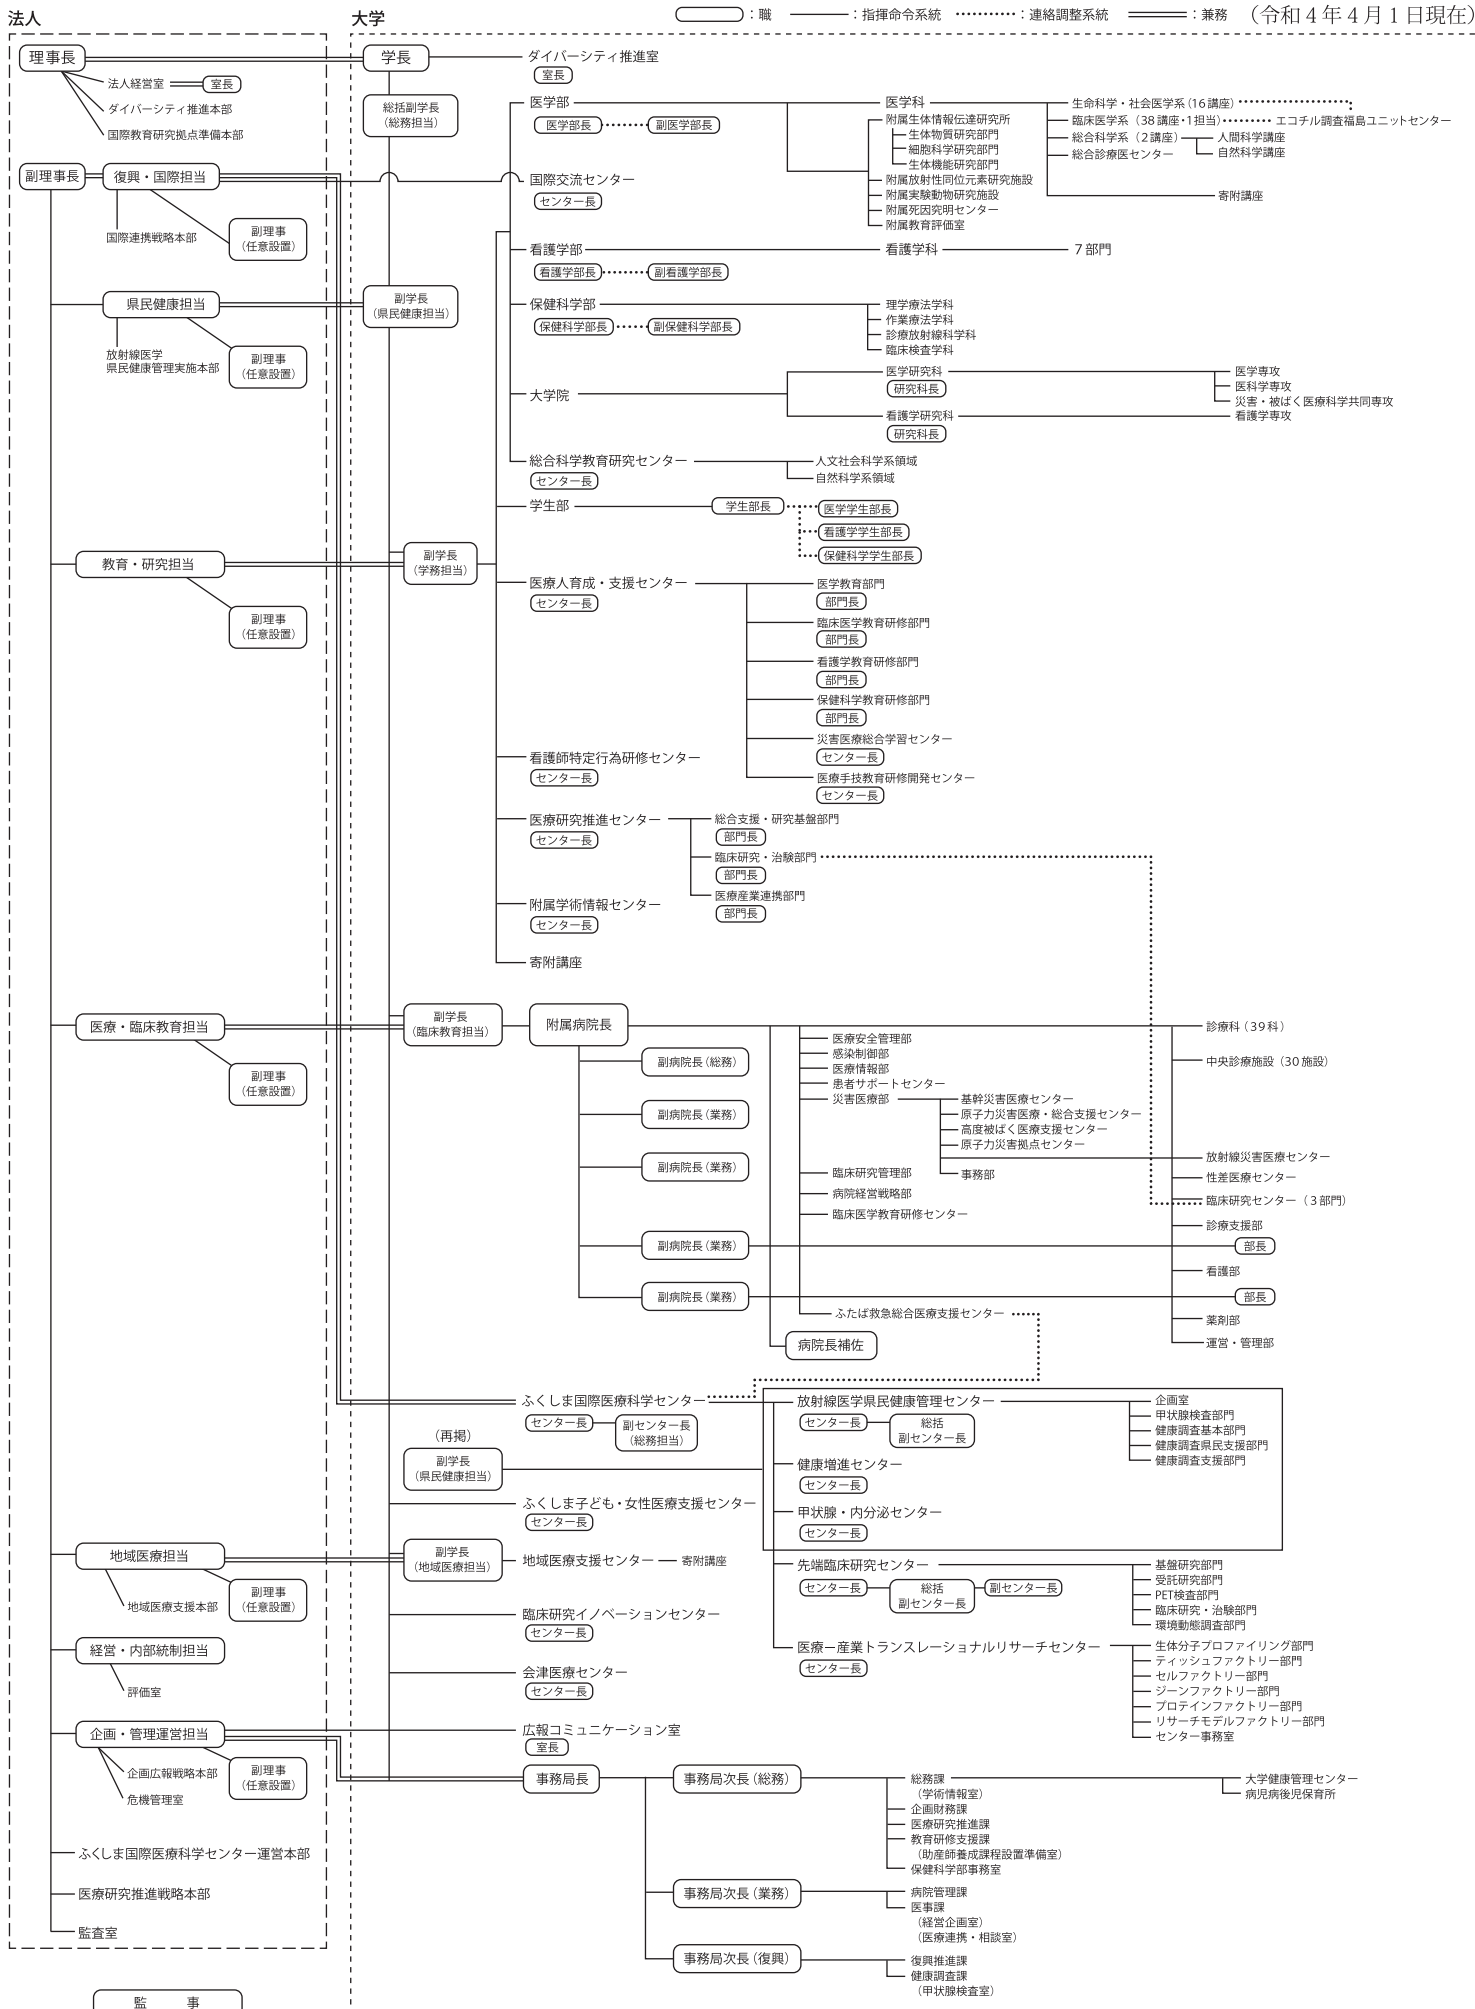 法人
大学
：職
：指揮命令系統
：連絡調整系統
：兼務
（令和４年４月１日現在）
理事長
法人経営室
室長
ダイバーシティ推進本部
国際教育研究拠点準備本部
副理事長
復興・国際担当
国際連携戦略本部
副理事
（任意設置）
県民健康担当
放射線医学
県民健康管理実施本部
副理事
（任意設置）
教育・研究担当
副理事
（任意設置）
医療・臨床教育担当
副理事
（任意設置）
地域医療担当
地域医療支援本部
副理事
（任意設置）
経営・内部統制担当
評価室
企画・管理運営担当
企画広報戦略本部
危機管理室
副理事
（任意設置）
ふくしま国際医療科学センター運営本部
医療研究推進戦略本部
監査室
監　事
学長
総括副学長
（総務担当）
ダイバーシティ推進室
室長
医学部
医学部長
副医学部長
医学科
附属生体情報伝達研究所
生体物質研究部門
細胞科学研究部門
生体機能研究部門
附属放射性同位元素研究施設
附属実験動物研究施設
附属死因究明センター
附属教育評価室
生命科学・社会医学系（16講座）
臨床医学系（38講座・1担当）
エコチル調査福島ユニットセンター
総合科学系（２講座）
人間科学講座
自然科学講座
総合診療医センター
寄附講座
国際交流センター
センター長
看護学部
看護学部長
副看護学部長
看護学科
７部門
副学長
（県民健康担当）
保健科学部
保健科学部長
副保健科学部長
理学療法学科
作業療法学科
診療放射線科学科
臨床検査学科
大学院
医学研究科
研究科長
医学専攻
医科学専攻
災害・被ばく医療科学共同専攻
看護学研究科
研究科長
看護学専攻
総合科学教育研究センター
センター長
人文社会科学系領域
自然科学系領域
学生部
学生部長
医学学生部長
看護学学生部長
保健科学学生部長
副学長
（学務担当）
医療人育成・支援センター
センター長
医学教育部門
部門長
臨床医学教育研修部門
部門長
看護学教育研修部門
部門長
保健科学教育研修部門
部門長
災害医療総合学習センター
センター長
医療手技教育研修開発センター
センター長
看護師特定行為研修センター
センター長
医療研究推進センター
センター長
総合支援・研究基盤部門
部門長
臨床研究・治験部門
部門長
医療産業連携部門
部門長
附属学術情報センター
センター長
寄附講座
副学長
（臨床教育担当）
附属病院長
副病院長（総務）
副病院長（業務）
副病院長（業務）
副病院長（業務）
副病院長（業務）
病院長補佐
医療安全管理部
感染制御部
医療情報部
患者サポートセンター
災害医療部
基幹災害医療センター
原子力災害医療・総合支援センター
高度被ばく医療支援センター
原子力災害拠点センター
事務部
臨床研究管理部
病院経営戦略部
臨床医学教育研修センター
ふたば救急総合医療支援センター
診療科（39科）
中央診療施設（30施設）
放射線災害医療センター
性差医療センター
臨床研究センター（３部門）
診療支援部
部長
看護部
部長
薬剤部
運営・管理部
ふくしま国際医療科学センター
センター長
副センター長
（総務担当）
（再掲）
副学長
（県民健康担当）
放射線医学県民健康管理センター
センター長
総括
副センター長
企画室
甲状腺検査部門
健康調査基本部門
健康調査県民支援部門
健康調査支援部門
健康増進センター
センター長
甲状腺・内分泌センター
センター長
ふくしま子ども・女性医療支援センター
センター長
副学長
（地域医療担当）
地域医療支援センター
寄附講座
先端臨床研究センター
センター長
総括
副センター長
副センター長
基盤研究部門
受託研究部門
PET検査部門
臨床研究・治験部門
環境動態調査部門
臨床研究イノベーションセンター
センター長
医療－産業トランスレーショナルリサーチセンター
センター長
生体分子プロファイリング部門
ティッシュファクトリー部門
セルファクトリー部門
ジーンファクトリー部門
プロテインファクトリー部門
リサーチモデルファクトリー部門
センター事務室
会津医療センター
センター長
広報コミュニケーション室
室長
事務局長
事務局次長（総務）
総務課
（学術情報室）
企画財務課
医療研究推進課
教育研修支援課
（助産師養成課程設置準備室）
保健科学部事務室
大学健康管理センター
病児病後児保育所
事務局次長（業務）
病院管理課
医事課
（経営企画室）
（医療連携・相談室）
事務局次長（復興）
復興推進課
健康調査課
（甲状腺検査室）